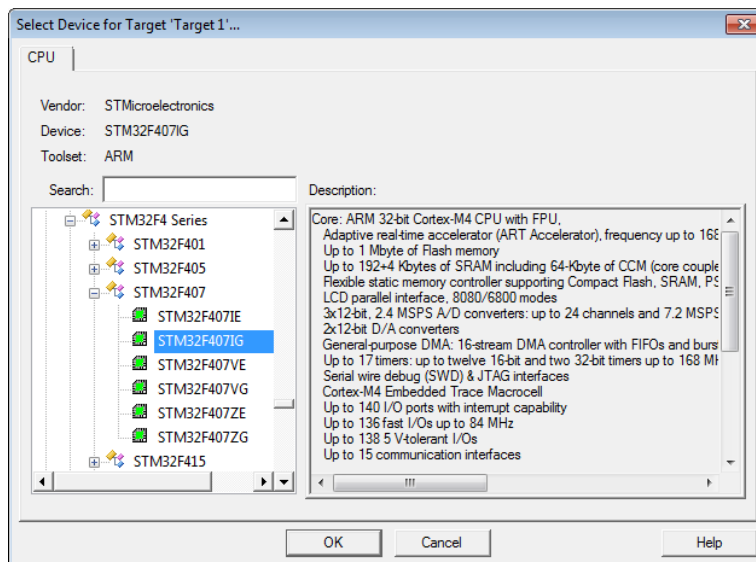 Select Device for Target 'Target 1'...
CPU
Vendor: STMicroelectronics
Device: STM32F407IG
Toolset: ARM
Search:
Description:
STM32F4 Series
STM32F401
STM32F405
STM32F407
STM32F407IE
STM32F407IG
STM32F407VE
STM32F407VG
STM32F407ZE
STM32F407ZG
STM32F415
Core: ARM 32-bit Cortex-M4 CPU with FPU,
Adaptive real-time accelerator (ART Accelerator), frequency up to 168
Up to 1 Mbyte of Flash memory
Up to 192+4 Kbytes of SRAM including 64-Kbyte of CCM (core couple
Flexible static memory controller supporting Compact Flash, SRAM, PS
LCD parallel interface, 8080/6800 modes
3x12-bit, 2.4 MSPS A/D converters: up to 24 channels and 7.2 MSPS
2x12-bit D/A converters
General-purpose DMA: 16-stream DMA controller with FIFOs and burs
Up to 17 timers: up to twelve 16-bit and two 32-bit timers up to 168 MH
Serial wire debug (SWD) & JTAG interfaces
Cortex-M4 Embedded Trace Macrocell
Up to 140 I/O ports with interrupt capability
Up to 136 fast I/Os up to 84 MHz
Up to 138 5 V-tolerant I/Os
Up to 15 communication interfaces
OK
Cancel
Help